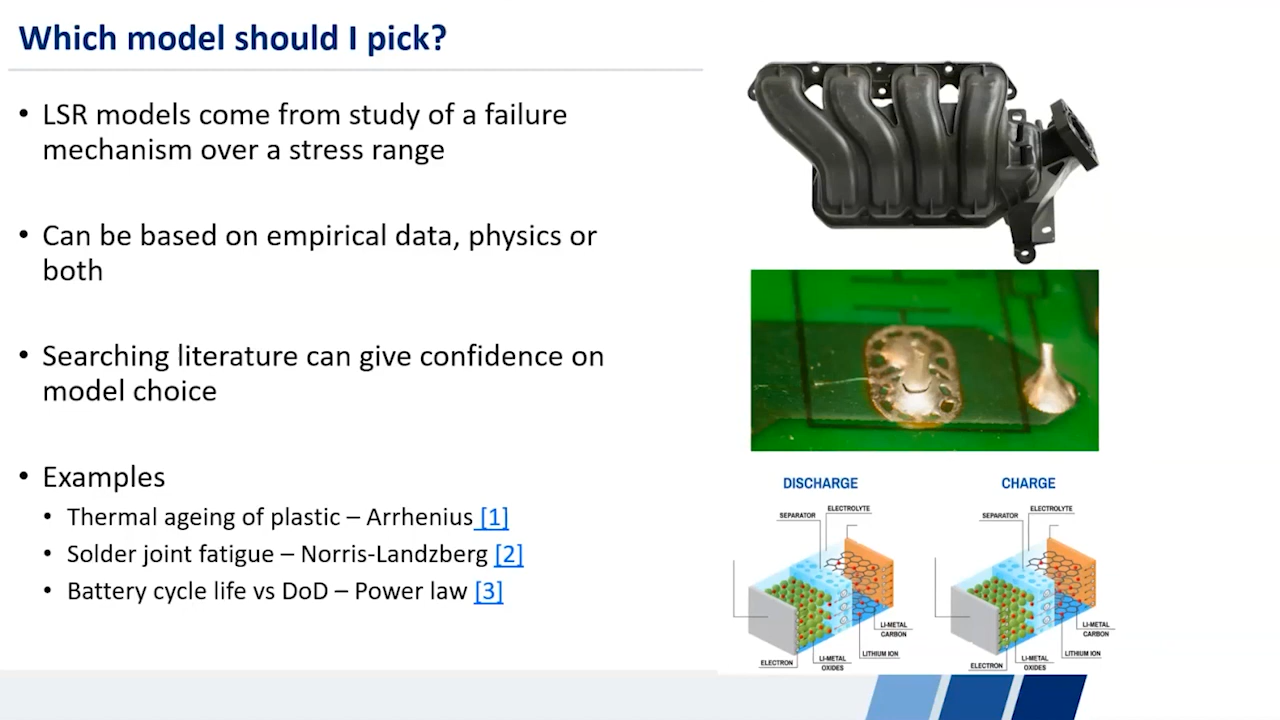 Which model should I pick?
• LSR models come from study of a failure
mechanism over a stress range
• Can be based on empirical data, physics or
both
• Searching literature can give confidence on
model choice
• Examples
• Thermal ageing of plastic – Arrhenius [1]
• Solder joint fatigue – Norris-Landzberg [2]
• Battery cycle life vs DoD – Power law [3]
DISCHARGE
SEPARATOR
ELECTROLYTE
LI-METAL
CARBON
LITHIUM ION
LI-METAL
OXIDES
ELECTRON
CHARGE
SEPARATOR
ELECTROLYTE
LI-METAL
CARBON
LITHIUM ION
LI-METAL
OXIDES
ELECTRON